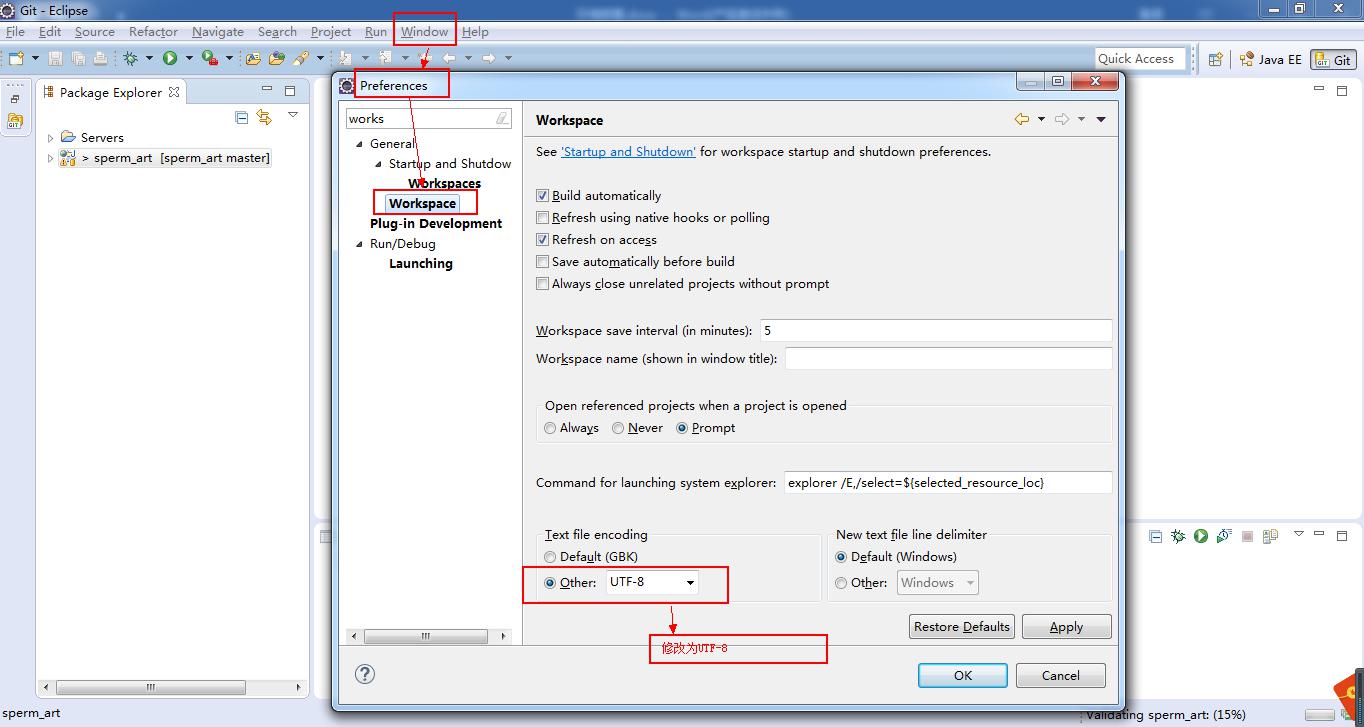 Git - Eclipse
File Edit Source Refactor Navigate Search Project Run Window Help
Quick Access
Java EE
Git
Package Explorer
GIT
Servers
> sperm_art [sperm_art master]
Preferences
works
General
Startup and Shutdow
Workspaces
Workspace
Plug-in Development
Run/Debug
Launching
Workspace
See 'Startup and Shutdown' for workspace startup and shutdown preferences.
Build automatically
Refresh using native hooks or polling
Refresh on access
Save automatically before build
Always close unrelated projects without prompt
Workspace save interval (in minutes): 5
Workspace name (shown in window title):
Open referenced projects when a project is opened
Always Never Prompt
Command for launching system explorer: explorer /E,/select=${selected_resource_loc}
Text file encoding
Default (GBK)
Other: UTF-8
New text file line delimiter
Default (Windows)
Other: Windows
修改为UTF-8
Restore Defaults Apply
OK Cancel
sperm_art
Validating sperm_art: (15%)